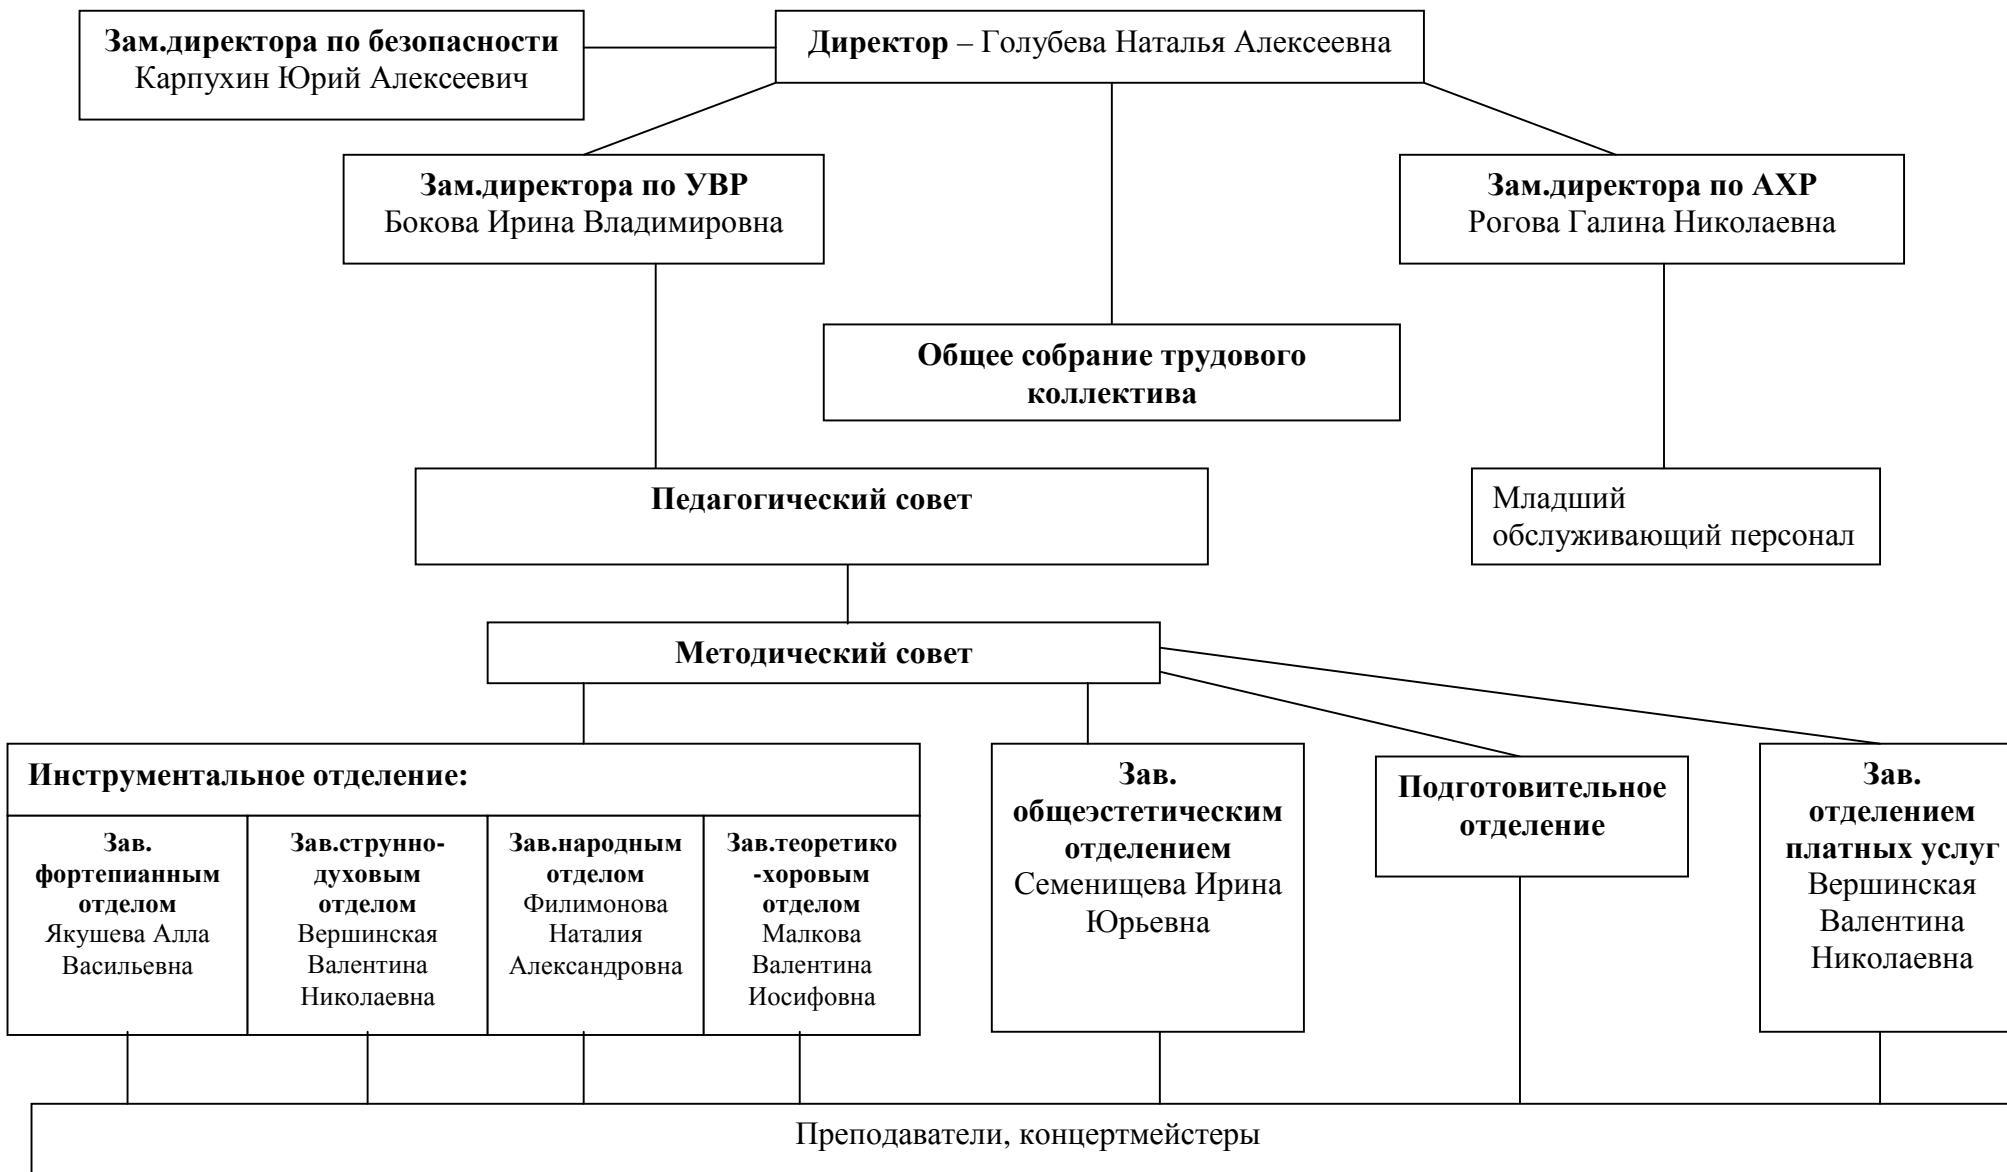 Зам.директора по безопасности
Карпухин Юрий Алексеевич
Директор – Голубева Наталья Алексеевна
Зам.директора по УВР
Бокова Ирина Владимировна
Зам.директора по АХР
Рогова Галина Николаевна
Общее собрание трудового
коллектива
Педагогический совет
Младший
обслуживающий персонал
Методический совет
Инструментальное отделение:
Зав.
фортепианным
отделом
Якушева Алла
Васильевна
Зав.струнно-
духовым
отделом
Вершинская
Валентина
Николаевна
Зав.народным
отделом
Филимонова
Наталия
Александровна
Зав.теоретико
-хоровым
отделом
Малкова
Валентина
Иосифовна
Зав.
общеэстетическим
отделением
Семенищева Ирина
Юрьевна
Подготовительное
отделение
Зав.
отделением
платных услуг
Вершинская
Валентина
Николаевна
Преподаватели, концертмейстеры